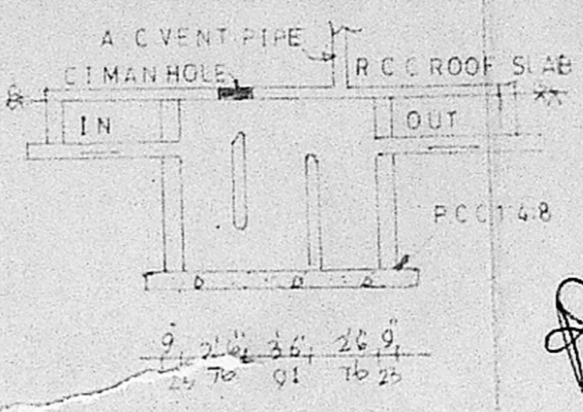 A C VENT PIPE
C I MAN HOLE
R C C ROOF SLAB
IN
OUT
P.C.C 1 4 8
9" 2'6" 3' 2'6 9"
23 76 91 76 23